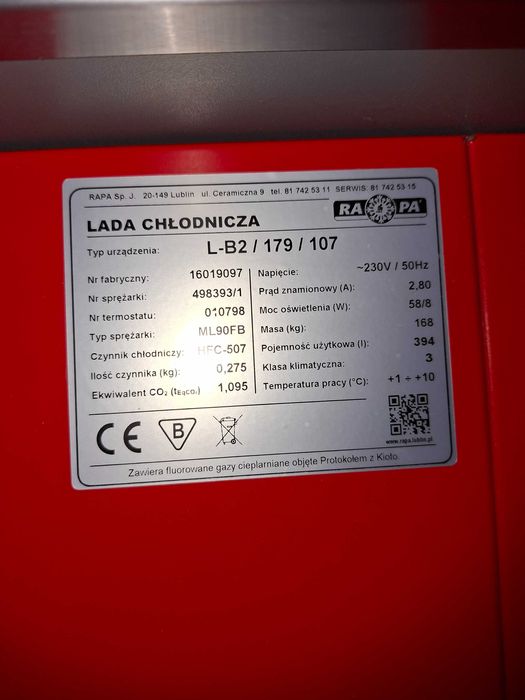 RAPA Sp. J. 20-149 Lublin ul. Ceramiczna 9 tel. 81 742 53 11 SERWIS: 81 742 53 15
LADA CHŁODNICZA
RAPA
Typ urządzenia: L-B2 / 179 / 107
Nr fabryczny: 16019097
Nr sprężarki: 498393/1
Nr termostatu: 010798
Typ sprężarki: ML90FB
Czynnik chłodniczy: HFC-507
Ilość czynnika (kg): 0,275
Ekwiwalent CO₂ (tEqCO₂) 1,095
Napięcie: ~230V / 50Hz
Prąd znamionowy (A): 2,80
Moc oświetlenia (W): 58/8
Masa (kg): 168
Pojemność użytkowa (l): 394
Klasa klimatyczna: 3
Temperatura pracy (°C): +1 ÷ +10
CE B
www.rapa.lublin.pl
Zawiera fluorowane gazy cieplarniane objęte Protokołem z Kioto.